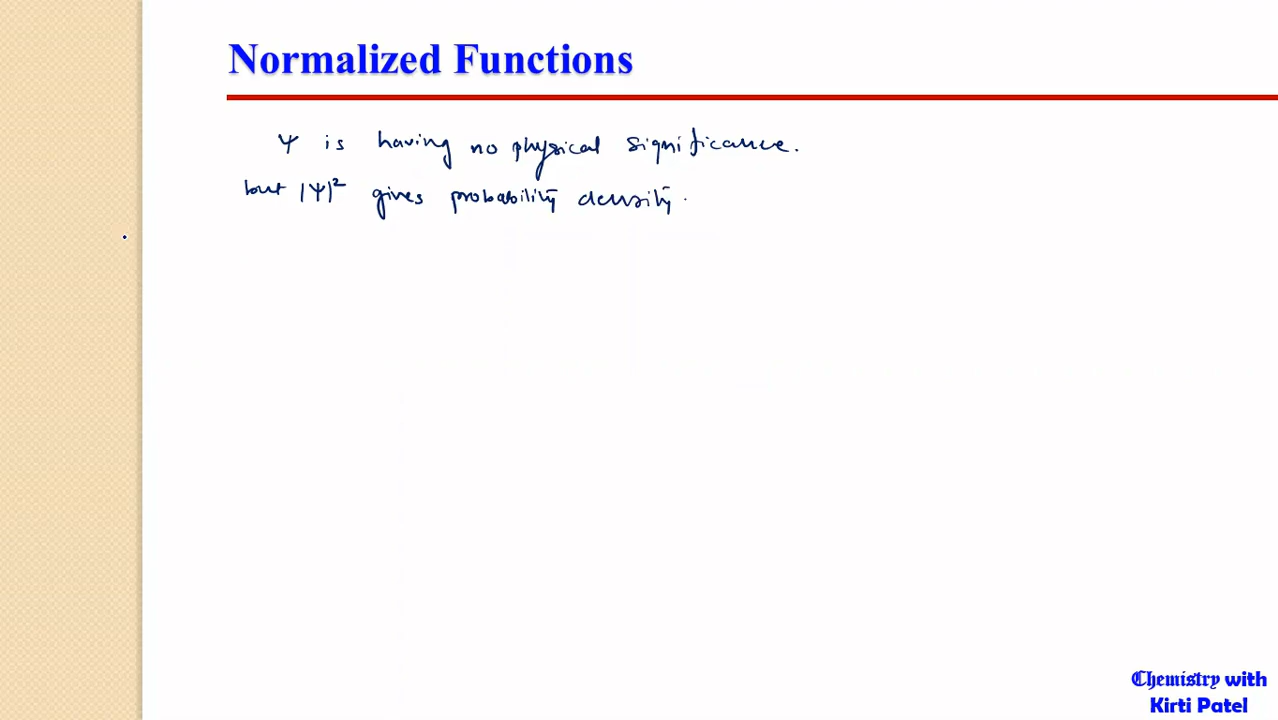 Normalized Functions
Ψ is having no physical significance.
but |Ψ|² gives probability density.
Chemistry with
Kirti Patel